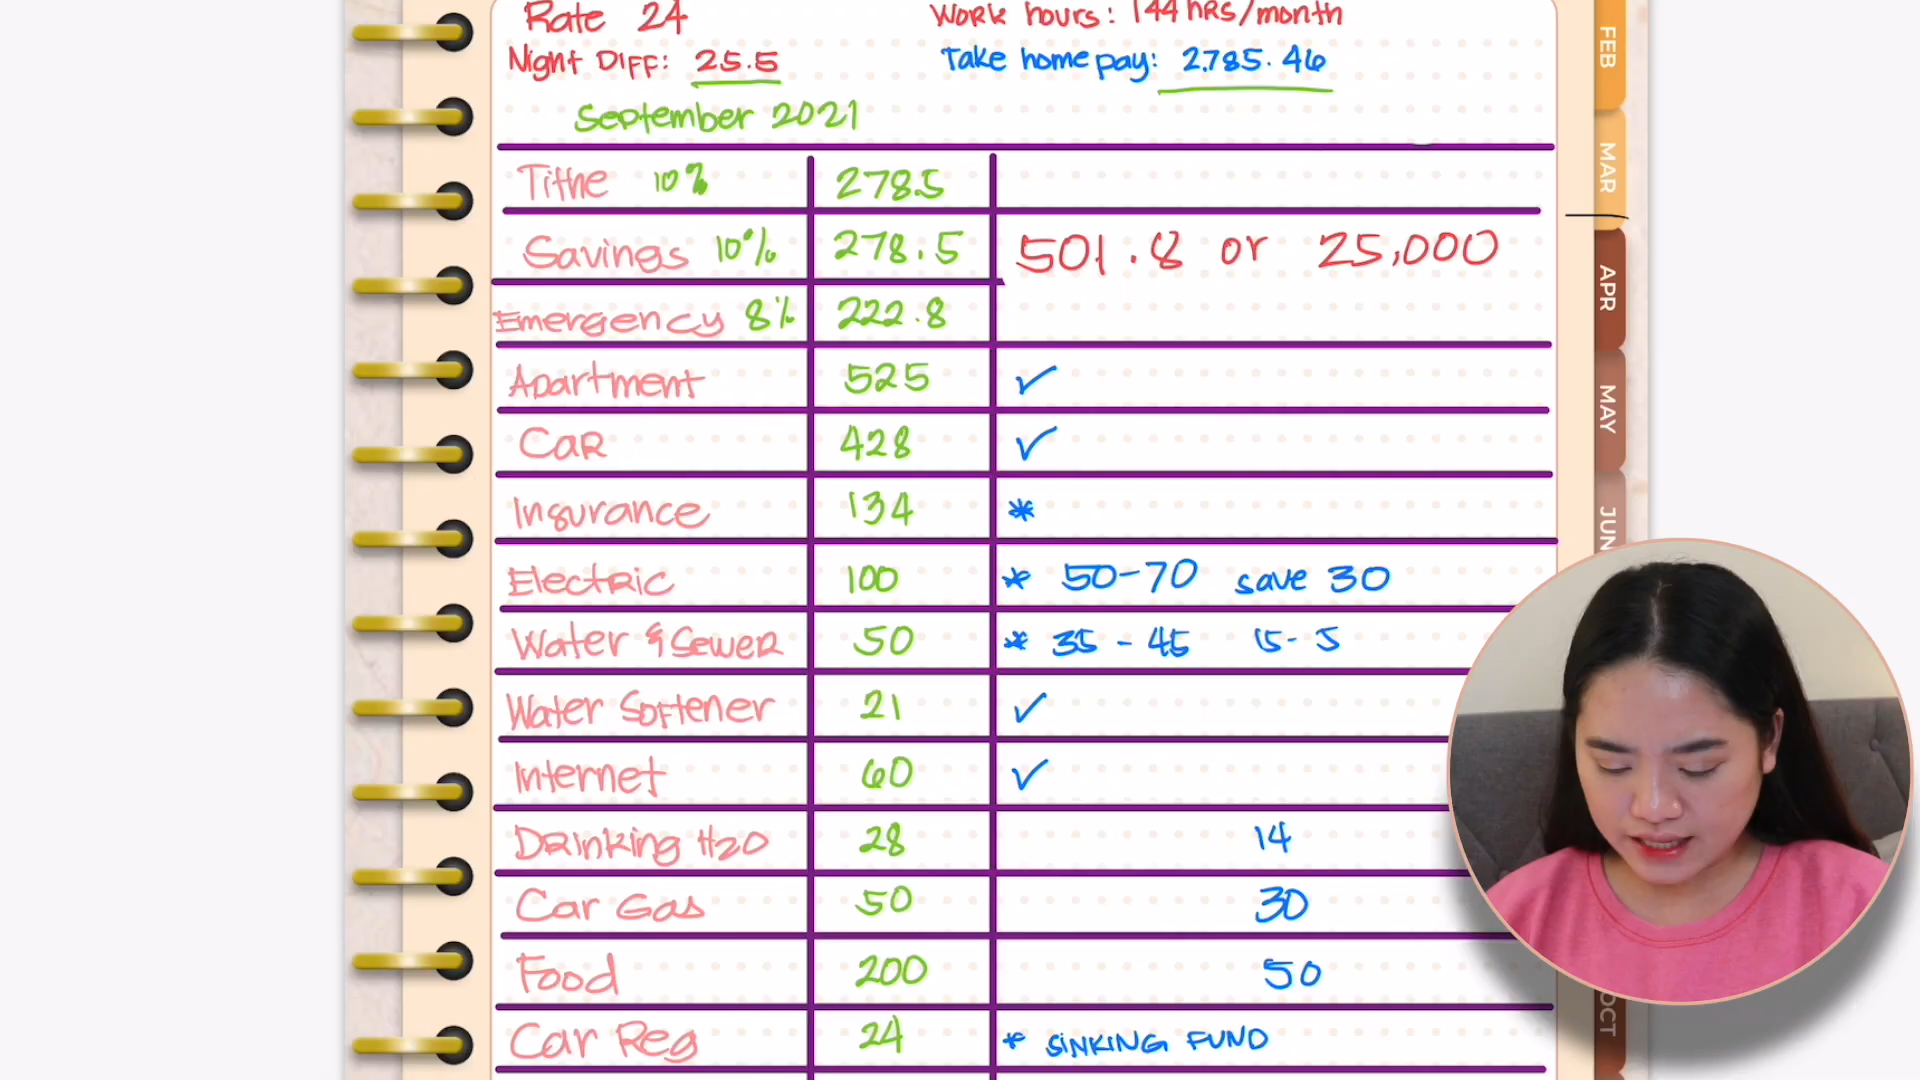 Rate 24 Work hours: 144 hrs/month
Night DIFF: 25.5 Take home pay: 2,785.46
September 2021
Tithe 10% 278.5
Savings 10% 278.5 501.8 or 25,000
Emergency 8% 222.8
Apartment 525 ✓
Car 428 ✓
Insurance 134 *
Electric 100 * 50-70 save 30
Water & Sewer 50 * 35-45 15-5
Water Softener 21 ✓
Internet 60 ✓
Drinking H2O 28 14
Car Gas 50 30
Food 200 50
Car Reg 24 * SINKING FUND
FEB
MAR
APR
MAY
JUN
OCT